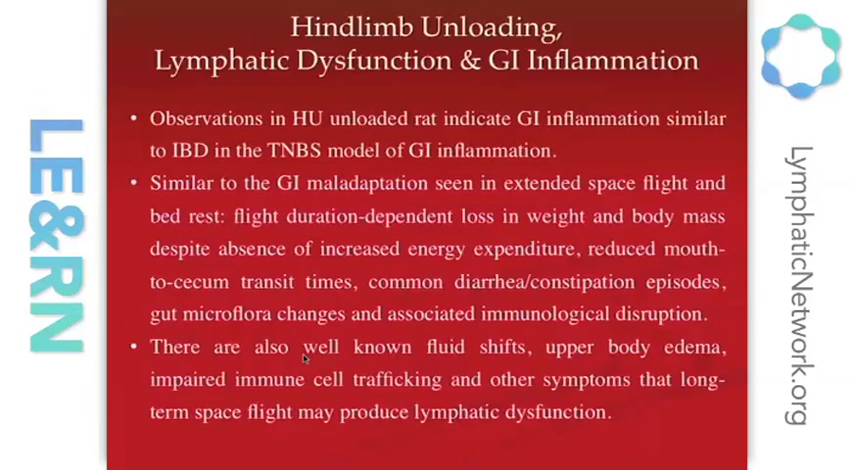 Hindlimb Unloading,
Lymphatic Dysfunction & GI Inflammation
• Observations in HU unloaded rat indicate GI inflammation similar
to IBD in the TNBS model of GI inflammation.
• Similar to the GI maladaptation seen in extended space flight and
bed rest: flight duration-dependent loss in weight and body mass
despite absence of increased energy expenditure, reduced mouth-
to-cecum transit times, common diarrhea/constipation episodes,
gut microflora changes and associated immunological disruption.
• There are also well known fluid shifts, upper body edema,
impaired immune cell trafficking and other symptoms that long-
term space flight may produce lymphatic dysfunction.
LE&RN
LymphaticNetwork.org